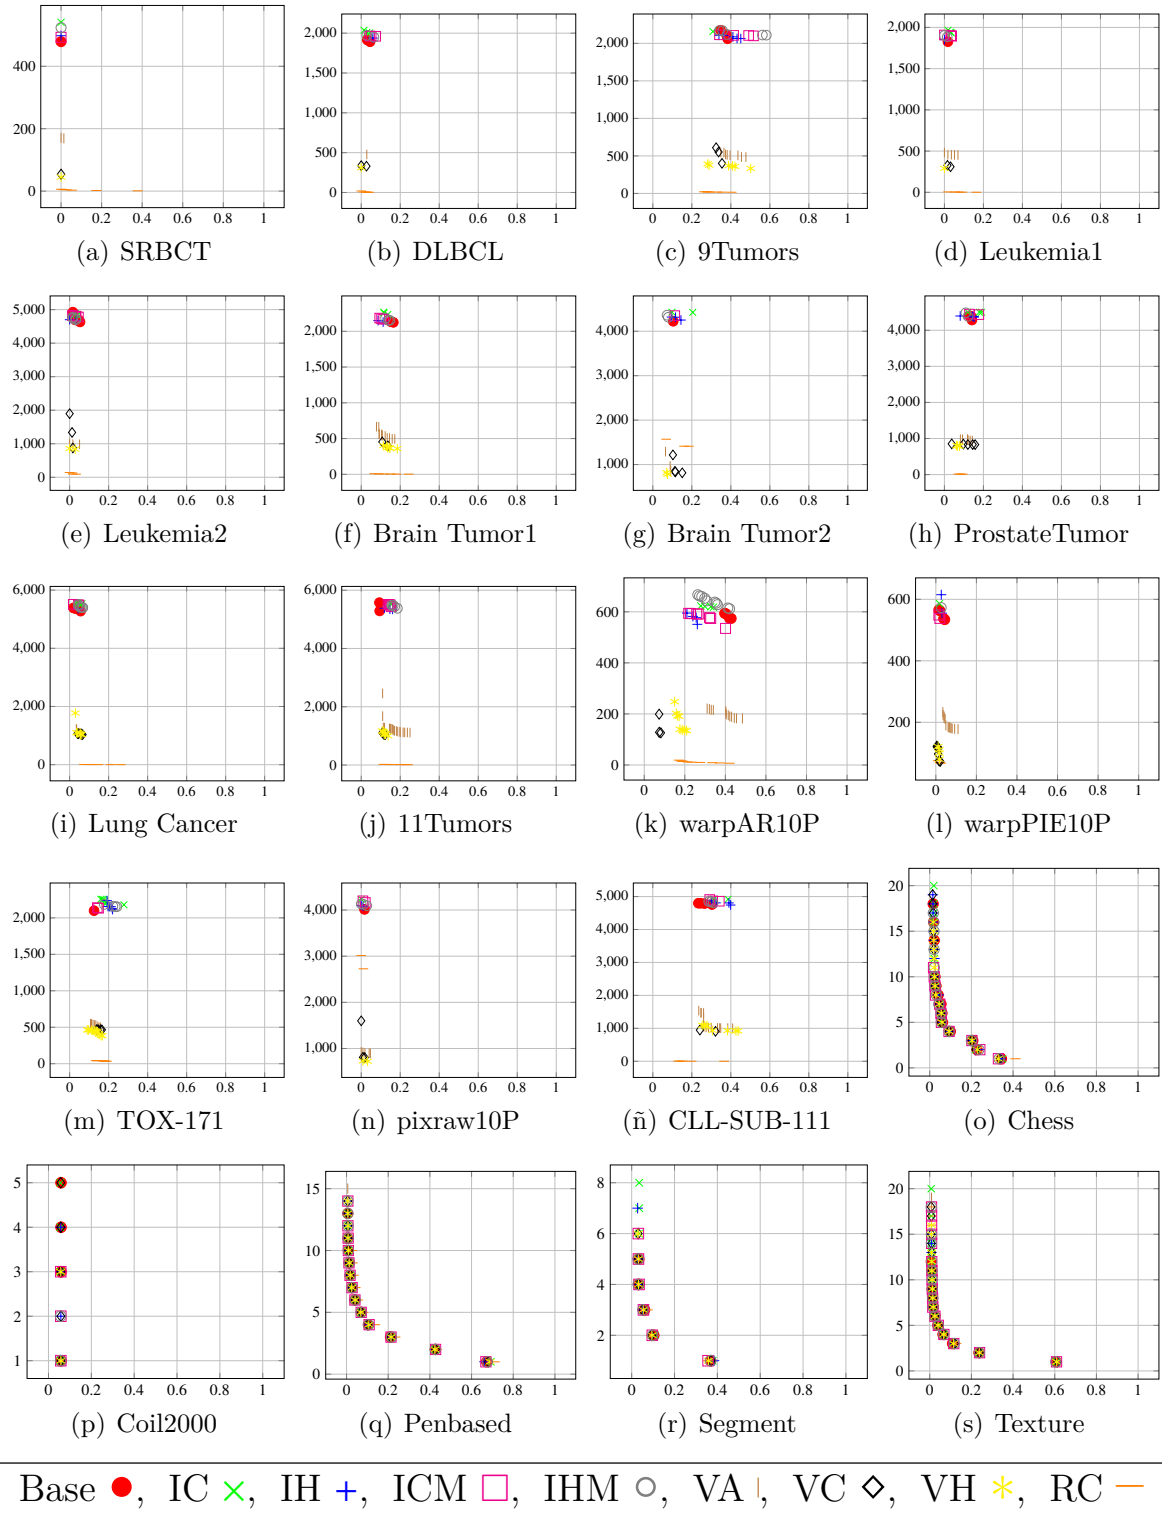 400
200
0
0 0.2 0.4 0.6 0.8 1
(a) SRBCT
2,000
1,500
1,000
500
0
0 0.2 0.4 0.6 0.8 1
(b) DLBCL
2,000
1,500
1,000
500
0
0 0.2 0.4 0.6 0.8 1
(c) 9Tumors
2,000
1,500
1,000
500
0
0 0.2 0.4 0.6 0.8 1
(d) Leukemia1
5,000
4,000
3,000
2,000
1,000
0
0 0.2 0.4 0.6 0.8 1
(e) Leukemia2
2,000
1,500
1,000
500
0
0 0.2 0.4 0.6 0.8 1
(f) Brain Tumor1
4,000
3,000
2,000
1,000
0 0.2 0.4 0.6 0.8 1
(g) Brain Tumor2
4,000
3,000
2,000
1,000
0
0 0.2 0.4 0.6 0.8 1
(h) ProstateTumor
6,000
4,000
2,000
0
0 0.2 0.4 0.6 0.8 1
(i) Lung Cancer
6,000
4,000
2,000
0
0 0.2 0.4 0.6 0.8 1
(j) 11Tumors
600
400
200
0
0 0.2 0.4 0.6 0.8 1
(k) warpAR10P
600
400
200
0 0.2 0.4 0.6 0.8 1
(l) warpPIE10P
2,000
1,500
1,000
500
0
0 0.2 0.4 0.6 0.8 1
(m) TOX-171
4,000
3,000
2,000
1,000
0 0.2 0.4 0.6 0.8 1
(n) pixraw10P
5,000
4,000
3,000
2,000
1,000
0
0 0.2 0.4 0.6 0.8 1
(ñ) CLL-SUB-111
20
15
10
5
0
0 0.2 0.4 0.6 0.8 1
(o) Chess
5
4
3
2
1
0 0.2 0.4 0.6 0.8 1
(p) Coil2000
15
10
5
0
0 0.2 0.4 0.6 0.8 1
(q) Penbased
8
6
4
2
0 0.2 0.4 0.6 0.8 1
(r) Segment
20
15
10
5
0
0 0.2 0.4 0.6 0.8 1
(s) Texture
Base , IC , IH , ICM , IHM , VA , VC , VH , RC